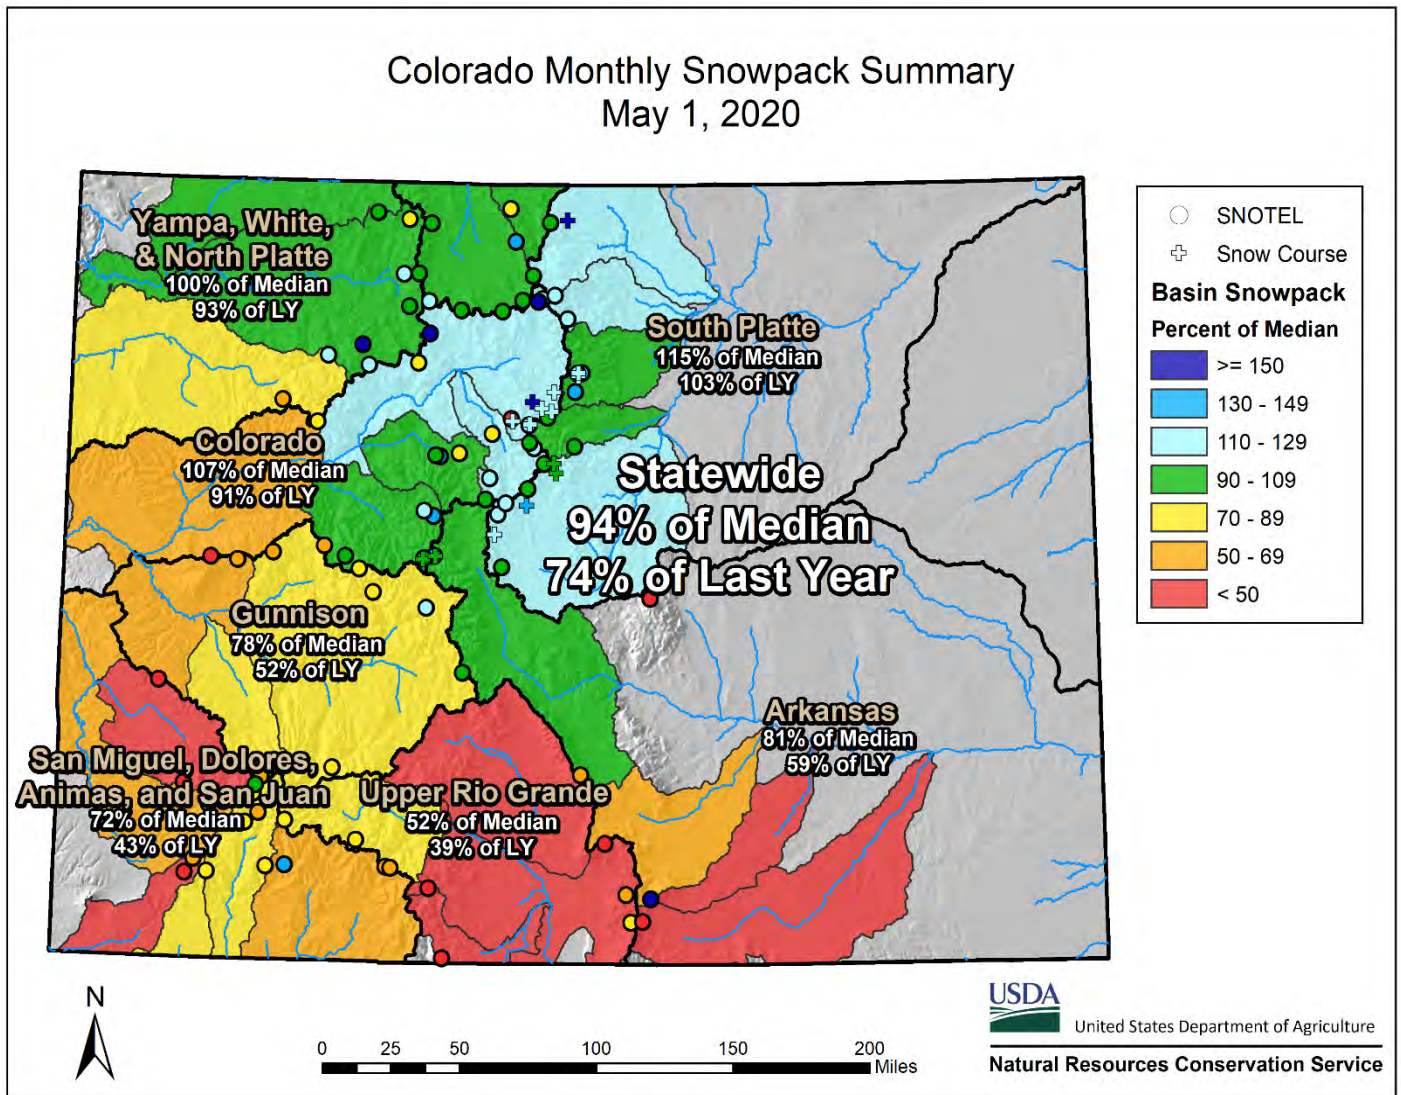 Colorado Monthly Snowpack Summary
May 1, 2020
Yampa, White,
& North Platte
100% of Median
93% of LY
South Platte
115% of Median
103% of LY
Colorado
107% of Median
91% of LY
Statewide
94% of Median
74% of Last Year
Gunnison
78% of Median
52% of LY
Arkansas
81% of Median
59% of LY
San Miguel, Dolores,
Animas, and San Juan
72% of Median
43% of LY
Upper Rio Grande
52% of Median
39% of LY
SNOTEL
Snow Course
Basin Snowpack
Percent of Median
>= 150
130 - 149
110 - 129
90 - 109
70 - 89
50 - 69
< 50
N
0 25 50 100 150 200
Miles
USDA
United States Department of Agriculture
Natural Resources Conservation Service